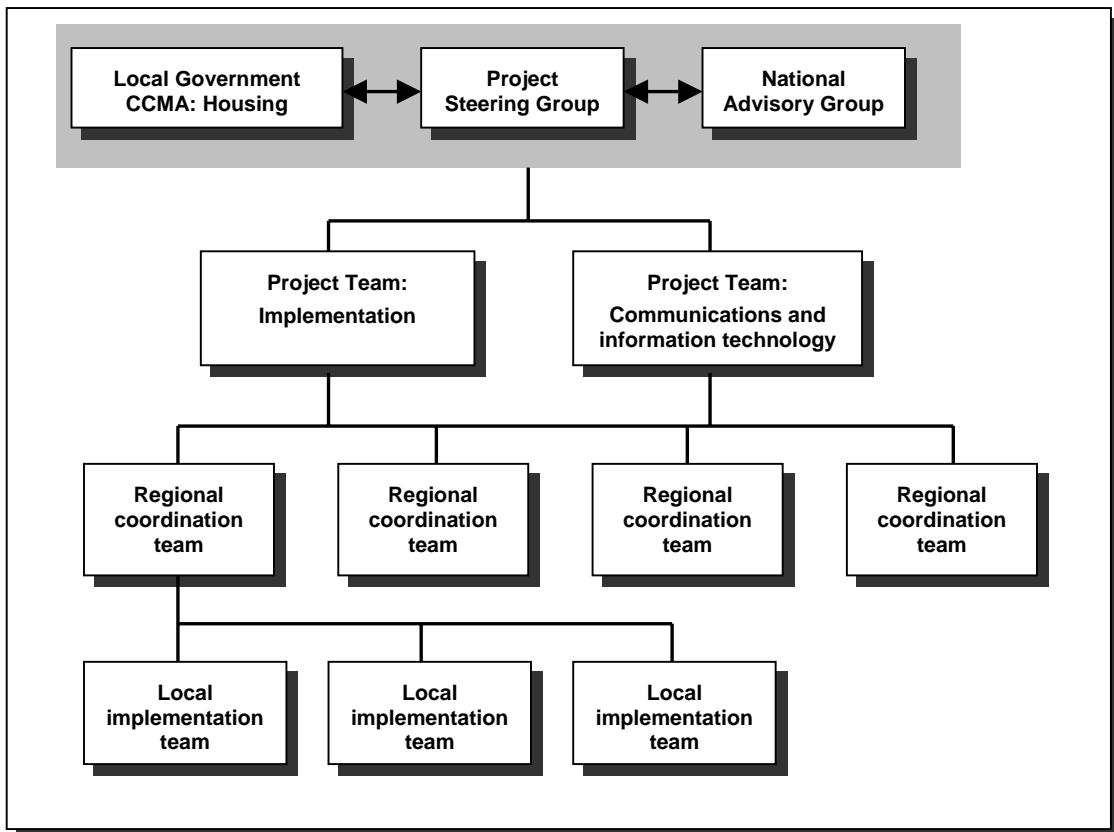 Local Government
CCMA: Housing
Project
Steering Group
National
Advisory Group
Project Team:
Implementation
Project Team:
Communications and
information technology
Regional
coordination
team
Regional
coordination
team
Regional
coordination
team
Regional
coordination
team
Local
implementation
team
Local
implementation
team
Local
implementation
team